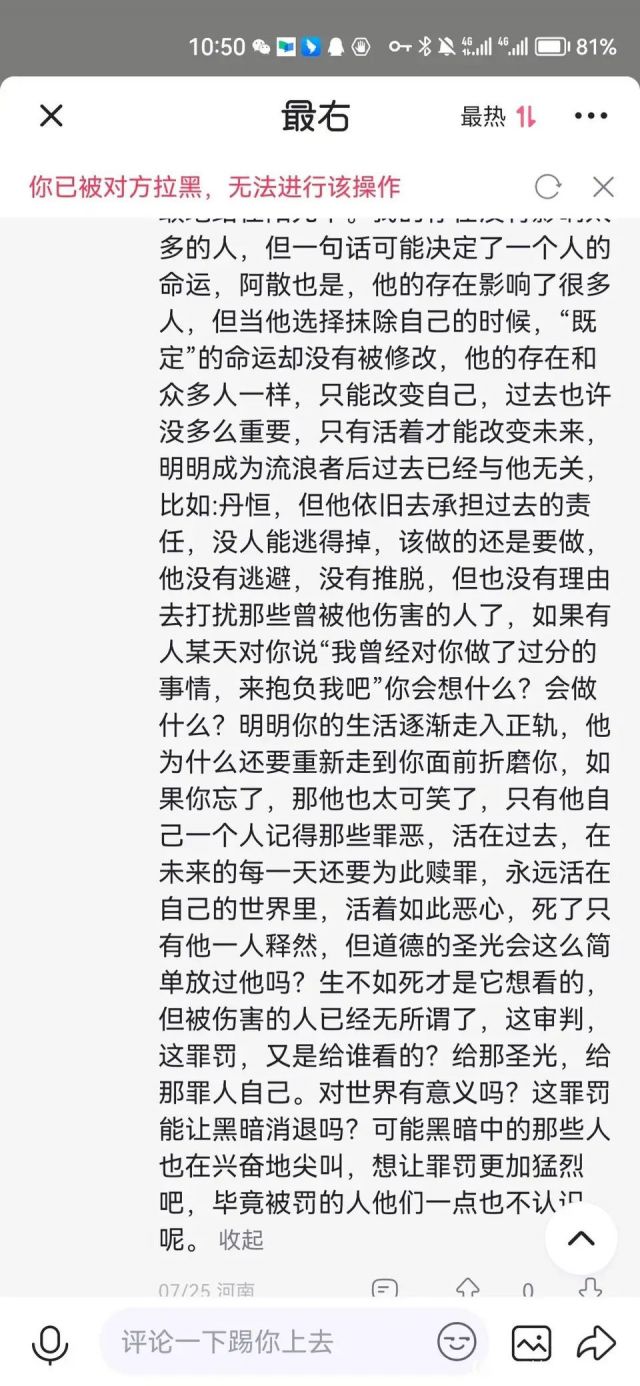 10:50
4G
4G
81%
最右
最热
你已被对方拉黑，无法进行该操作
多的人，但一句话可能决定了一个人的
命运，阿散也是，他的存在影响了很多
人，但当他选择抹除自己的时候，“既
定”的命运却没有被修改，他的存在和
众多人一样，只能改变自己，过去也许
没多么重要，只有活着才能改变未来，
明明成为流浪者后过去已经与他无关，
比如:丹恒，但他依旧去承担过去的责
任，没人能逃得掉，该做的还是要做，
他没有逃避，没有推脱，但也没有理由
去打扰那些曾被他伤害的人了，如果有
人某天对你说“我曾经对你做了过分的
事情，来抱负我吧”你会想什么？会做
什么？明明你的生活逐渐走入正轨，他
为什么还要重新走到你面前折磨你，如
果你忘了，那他也太可笑了，只有他自
己一个人记得那些罪恶，活在过去，在
未来的每一天还要为此赎罪，永远活在
自己的世界里，活着如此恶心，死了只
有他一人释然，但道德的圣光会这么简
单放过他吗？生不如死才是它想看的，
但被伤害的人已经无所谓了，这审判，
这罪罚，又是给谁看的？给那圣光，给
那罪人自己。对世界有意义吗？这罪罚
能让黑暗消退吗？可能黑暗中的那些人
也在兴奋地尖叫，想让罪罚更加猛烈
吧，毕竟被罚的人他们一点也不认识
呢。 收起
07/25 河南
0
评论一下踢你上去